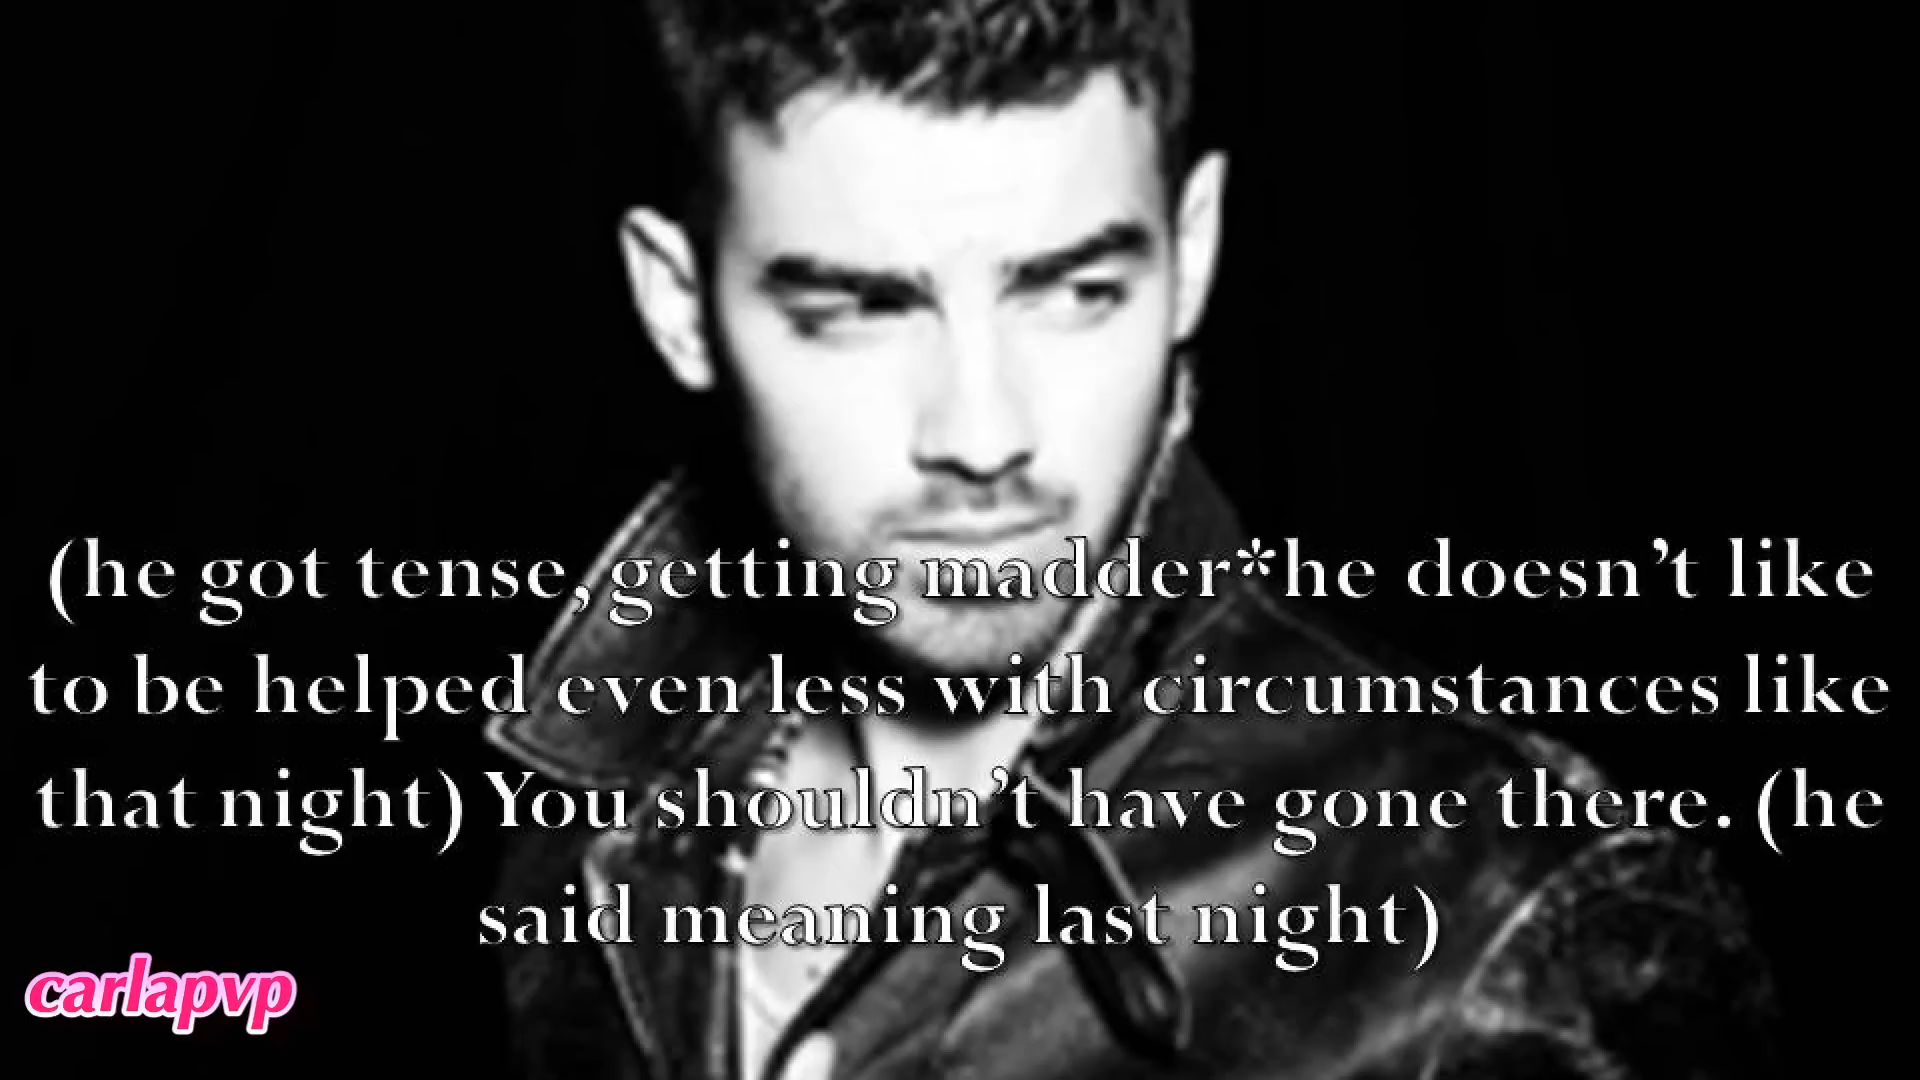 (he got tense, getting madder*he doesn’t like
to be helped even less with circumstances like
that night) You shouldn’t have gone there. (he
said meaning last night)
carlapvp